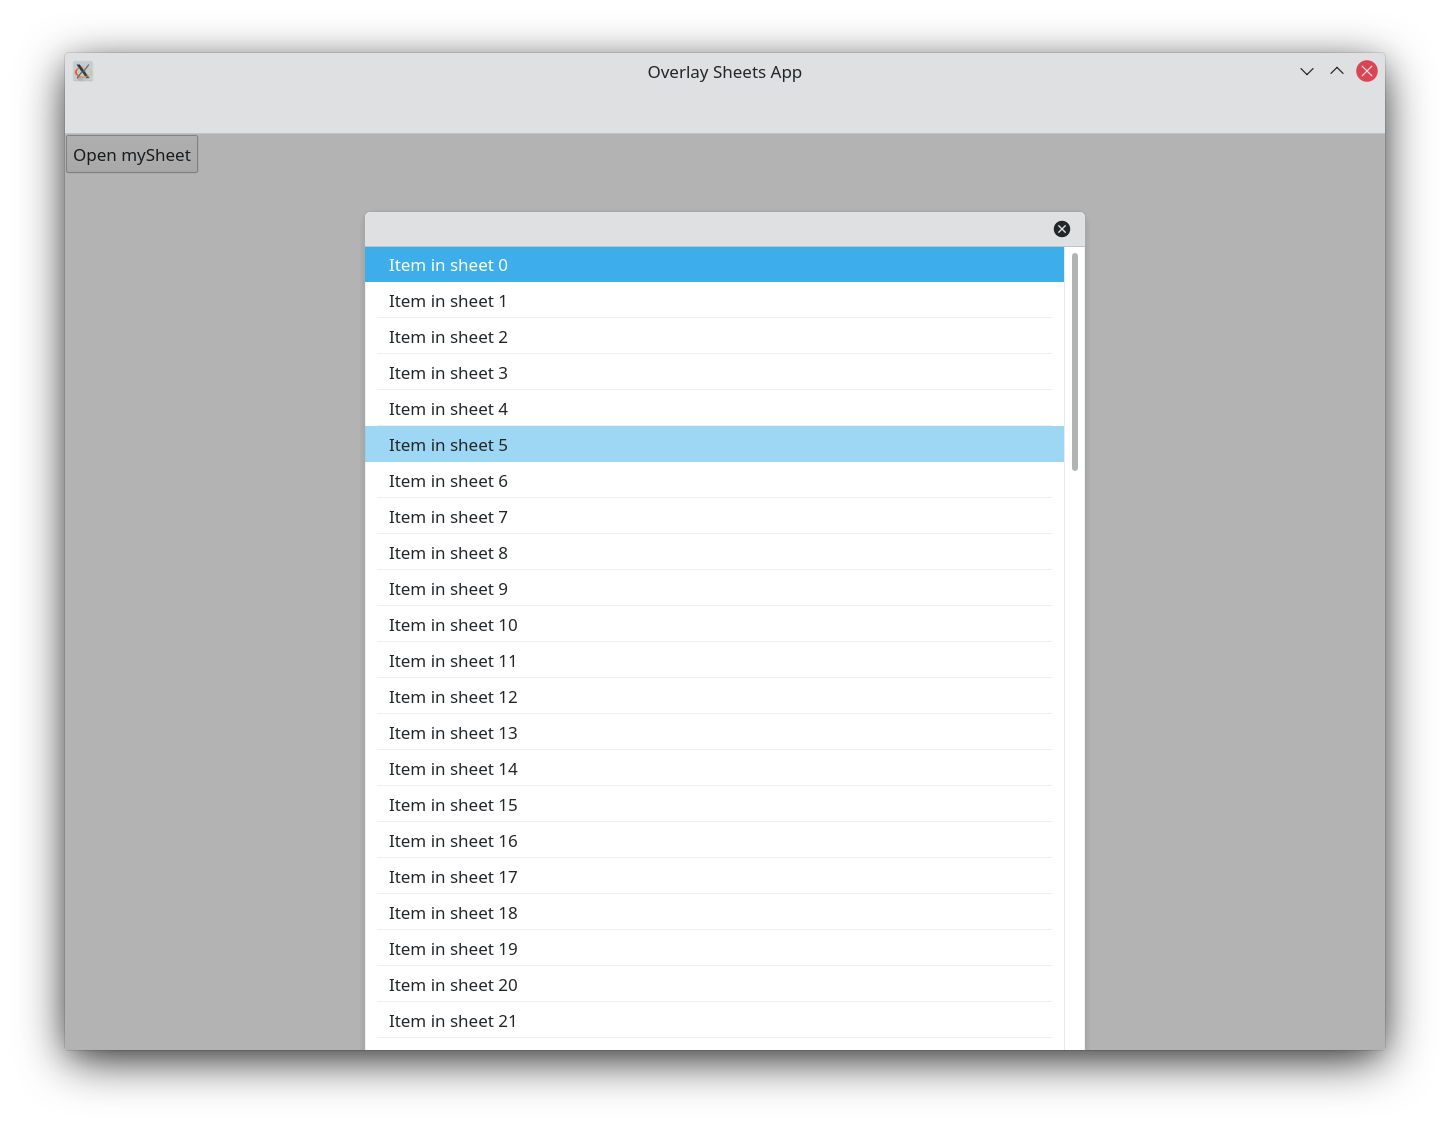 Overlay Sheets App
Open mySheet
Item in sheet 0
Item in sheet 1
Item in sheet 2
Item in sheet 3
Item in sheet 4
Item in sheet 5
Item in sheet 6
Item in sheet 7
Item in sheet 8
Item in sheet 9
Item in sheet 10
Item in sheet 11
Item in sheet 12
Item in sheet 13
Item in sheet 14
Item in sheet 15
Item in sheet 16
Item in sheet 17
Item in sheet 18
Item in sheet 19
Item in sheet 20
Item in sheet 21